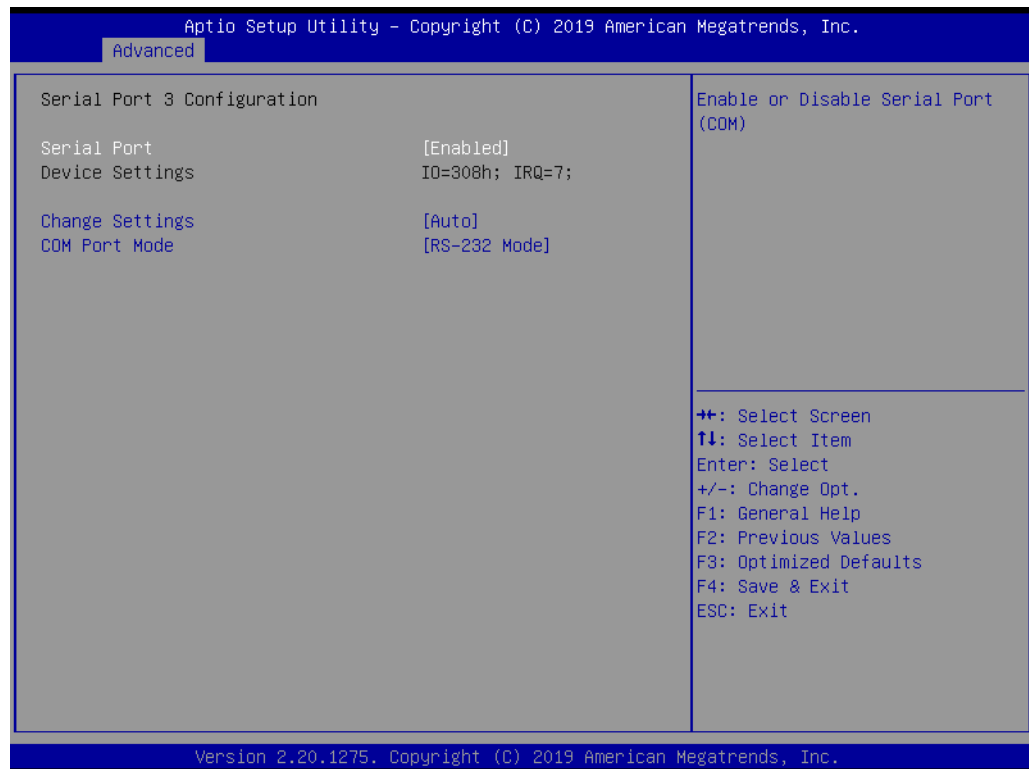 Aptio Setup Utility – Copyright (C) 2019 American Megatrends, Inc.
Advanced
Serial Port 3 Configuration
Serial Port [Enabled]
Device Settings IO=308h; IRQ=7;
Change Settings [Auto]
COM Port Mode [RS-232 Mode]
Enable or Disable Serial Port
(COM)
→←: Select Screen
↑↓: Select Item
Enter: Select
+/-: Change Opt.
F1: General Help
F2: Previous Values
F3: Optimized Defaults
F4: Save & Exit
ESC: Exit
Version 2.20.1275. Copyright (C) 2019 American Megatrends, Inc.